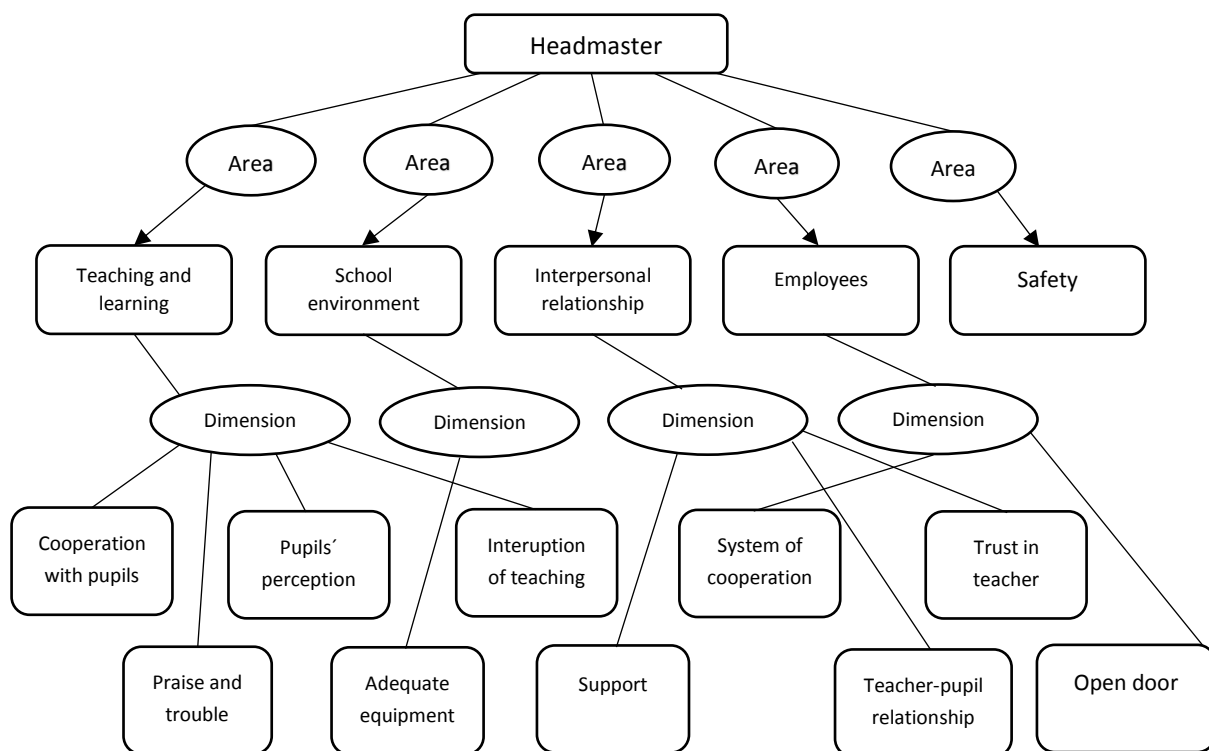 Headmaster
Area
Area
Area
Area
Area
Teaching and
learning
School
environment
Interpersonal
relationship
Employees
Safety
Dimension
Dimension
Dimension
Dimension
Cooperation
with pupils
Pupils´
perception
Interuption
of teaching
System of
cooperation
Trust in
teacher
Praise and
trouble
Adequate
equipment
Support
Teacher-pupil
relationship
Open door